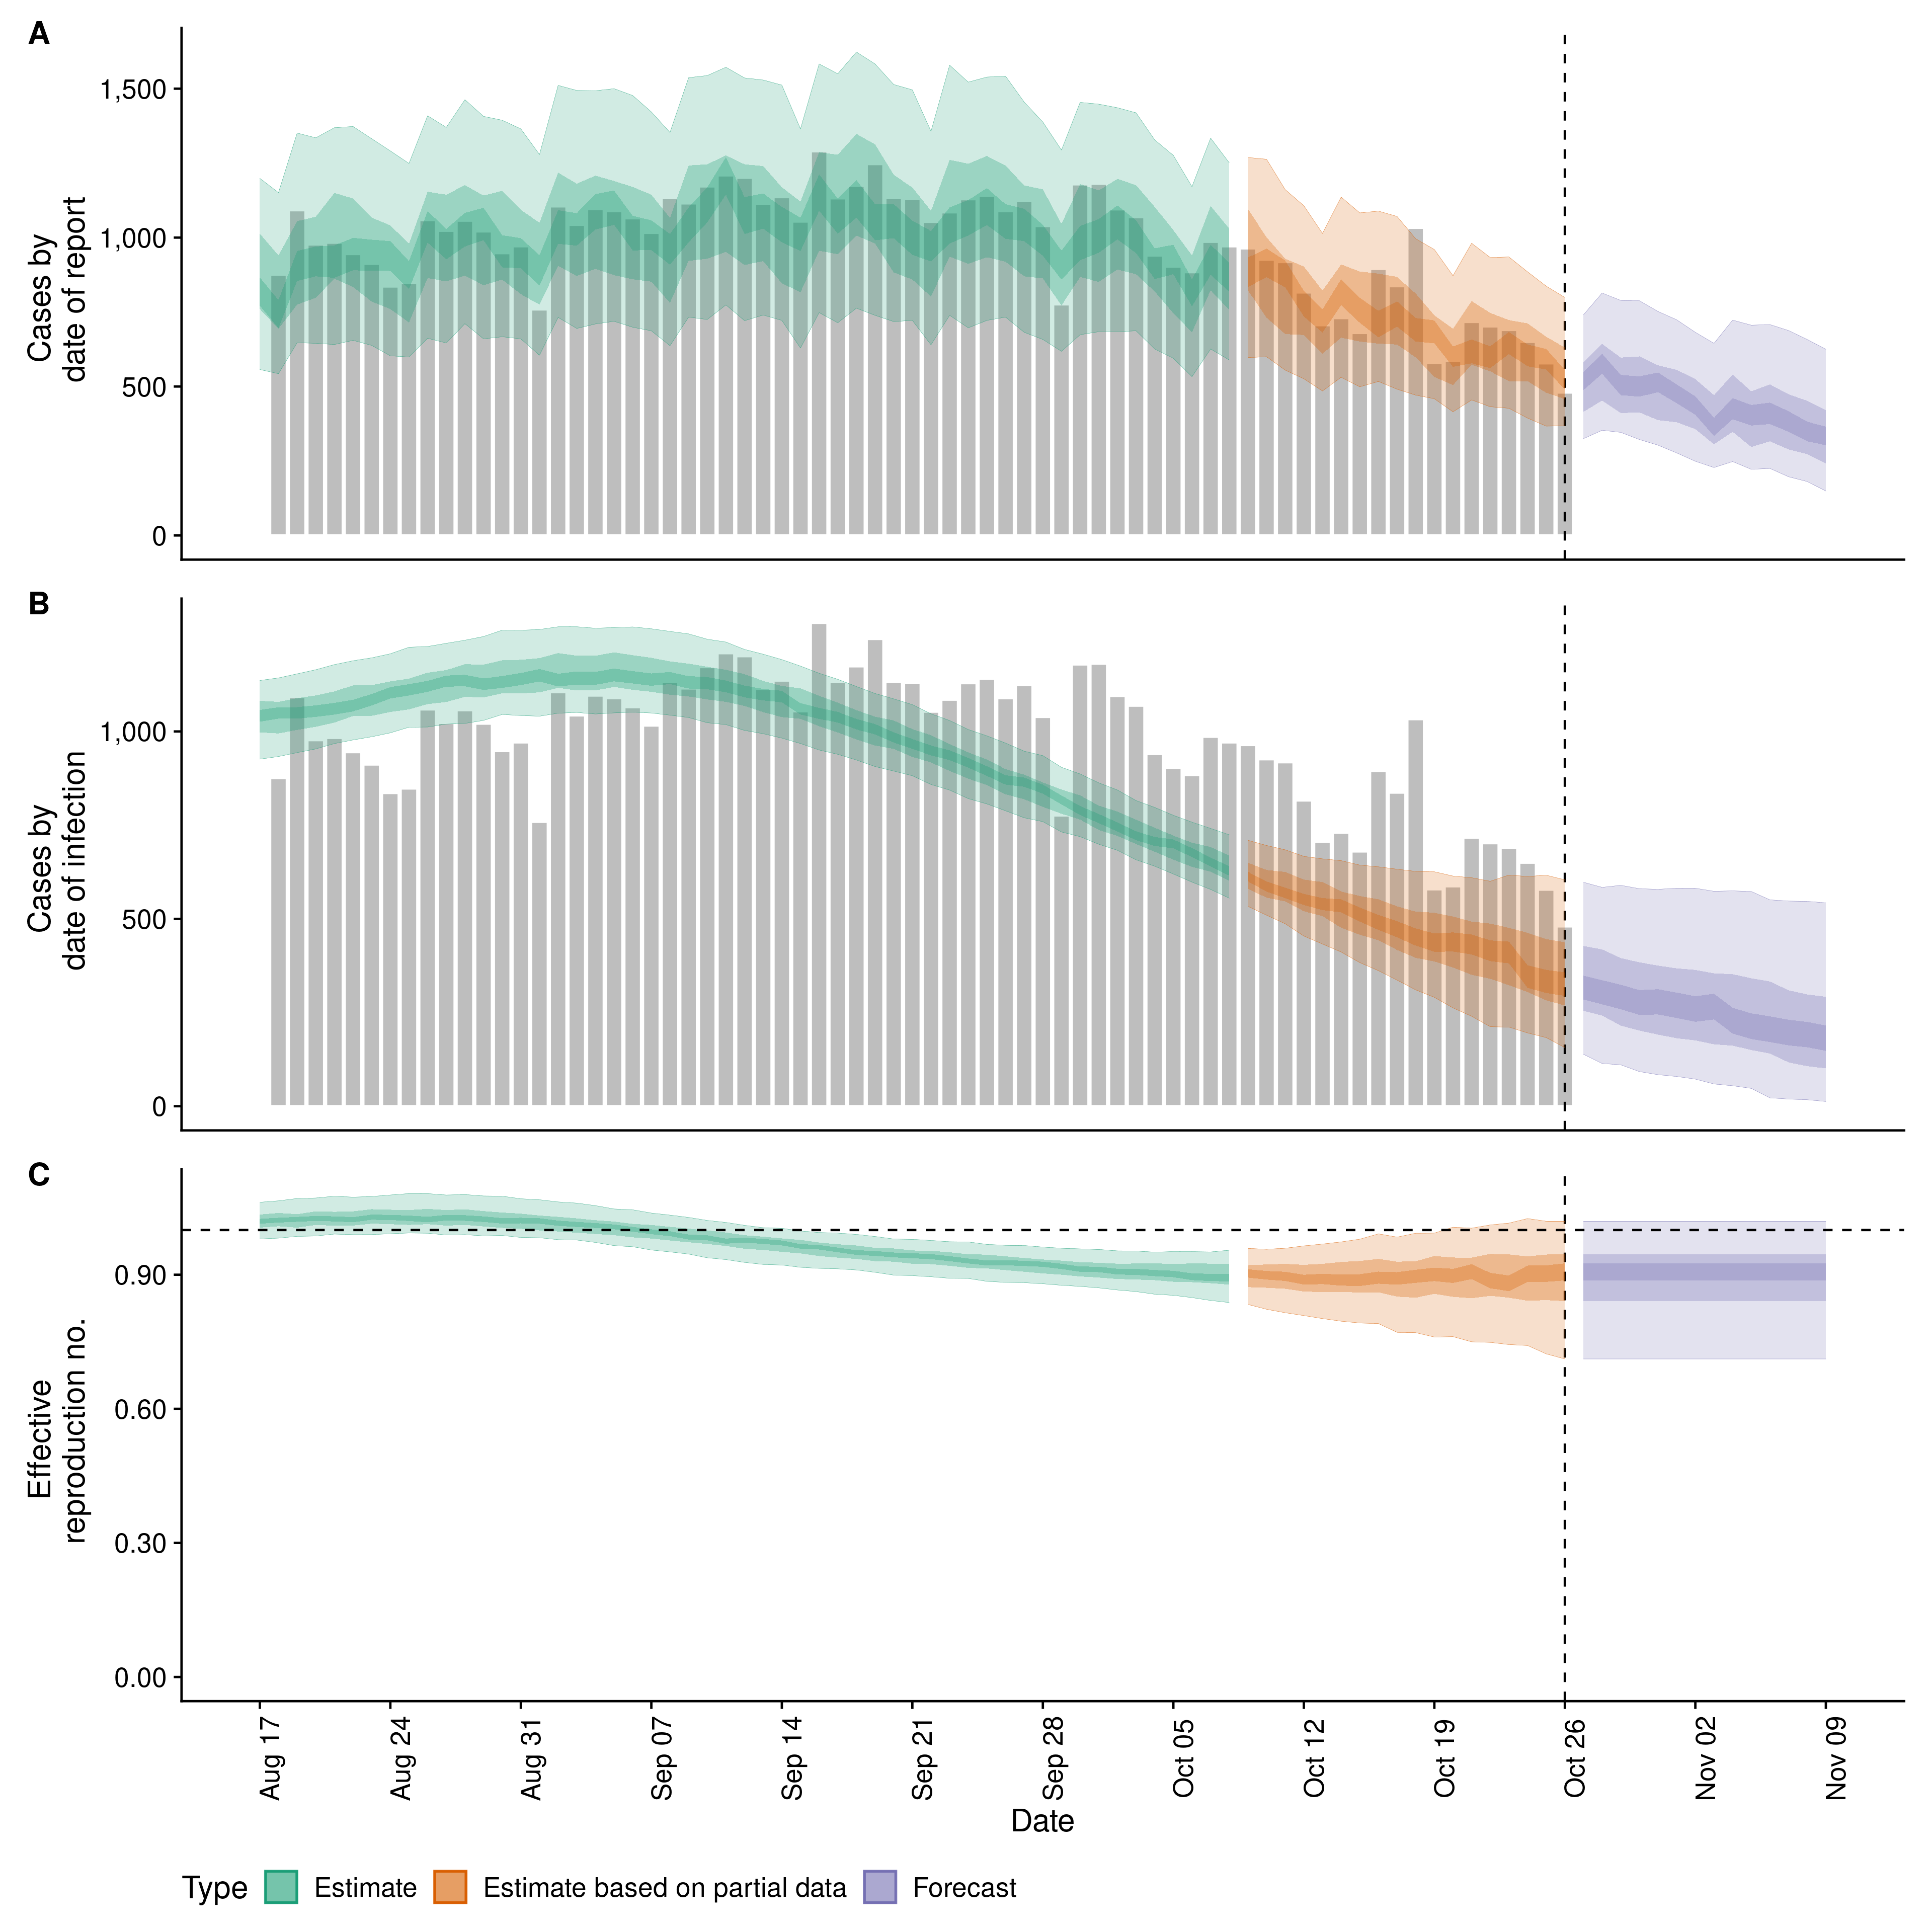 A
Cases by
date of report
1,500
1,000
500
0
B
Cases by
date of infection
1,000
500
0
C
Effective
reproduction no.
0.90
0.60
0.30
0.00
Aug 17
Aug 24
Aug 31
Sep 07
Sep 14
Sep 21
Sep 28
Oct 05
Oct 12
Oct 19
Oct 26
Nov 02
Nov 09
Date
Type Estimate Estimate based on partial data Forecast